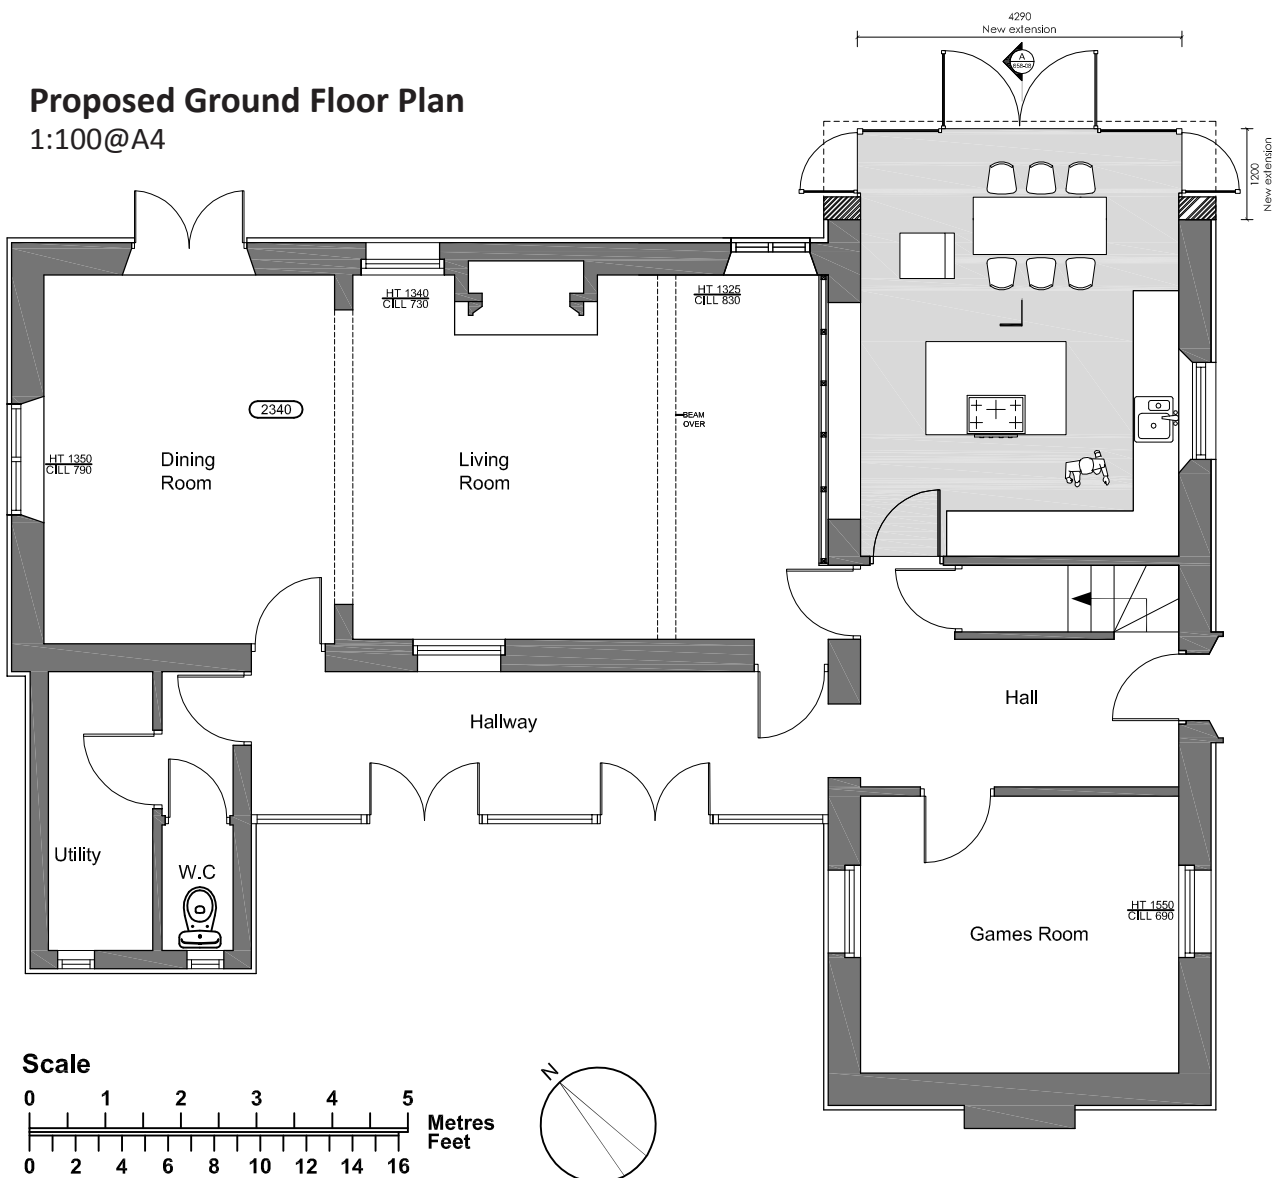 4290
New extension
A
Proposed Ground Floor Plan
1:100@A4
1200
New extension
HT 1340
CILL 730
HT 1325
CILL 830
2340
BEAM
OVER
HT 1350
CILL 790
Dining
Room
Living
Room
Hall
Hallway
Utility
W.C
HT 1550
CILL 690
Games Room
Scale
0 1 2 3 4 5
Metres
Feet
0 2 4 6 8 10 12 14 16
N